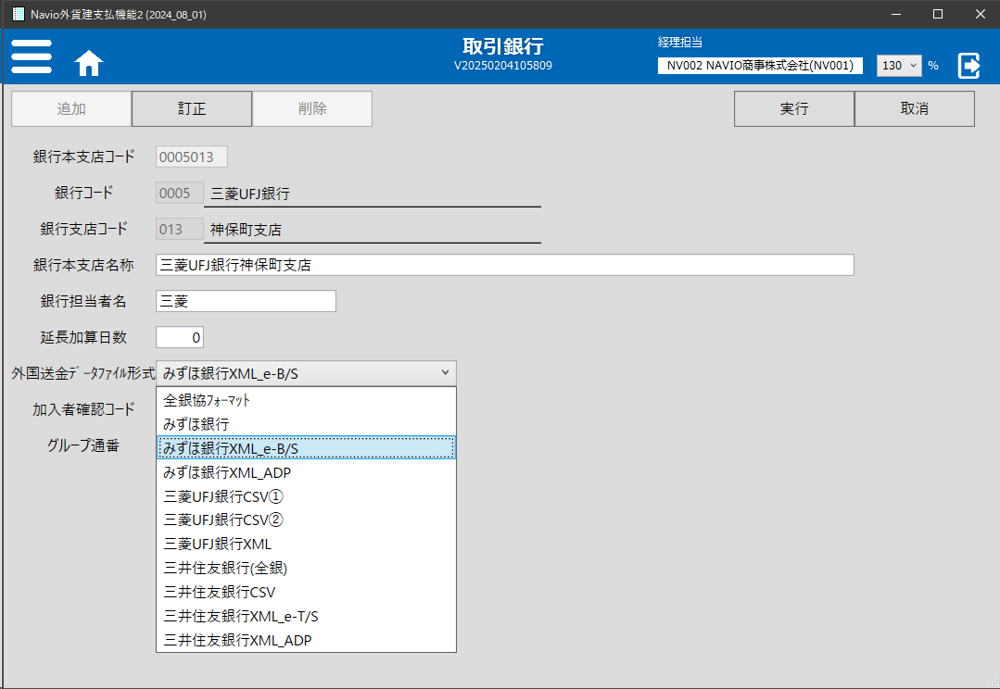 Navio外貨建支払機能2 (2024_08_01)
取引銀行
V20250204105809
経理担当
NV002 NAVIO商事株式会社(NV001)
130 %
追加 訂正 削除 実行 取消
銀行本支店コード 0005013
銀行コード 0005 三菱UFJ銀行
銀行支店コード 013 神保町支店
銀行本支店名称 三菱UFJ銀行神保町支店
銀行担当者名 三菱
延長加算日数 0
外国送金ﾃﾞｰﾀﾌｧｲﾙ形式 みずほ銀行XML_e-B/S
加入者確認コード
グループ通番
全銀協ﾌｫｰﾏｯﾄ
みずほ銀行
みずほ銀行XML_e-B/S
みずほ銀行XML_ADP
三菱UFJ銀行CSV①
三菱UFJ銀行CSV②
三菱UFJ銀行XML
三井住友銀行(全銀)
三井住友銀行CSV
三井住友銀行XML_e-T/S
三井住友銀行XML_ADP